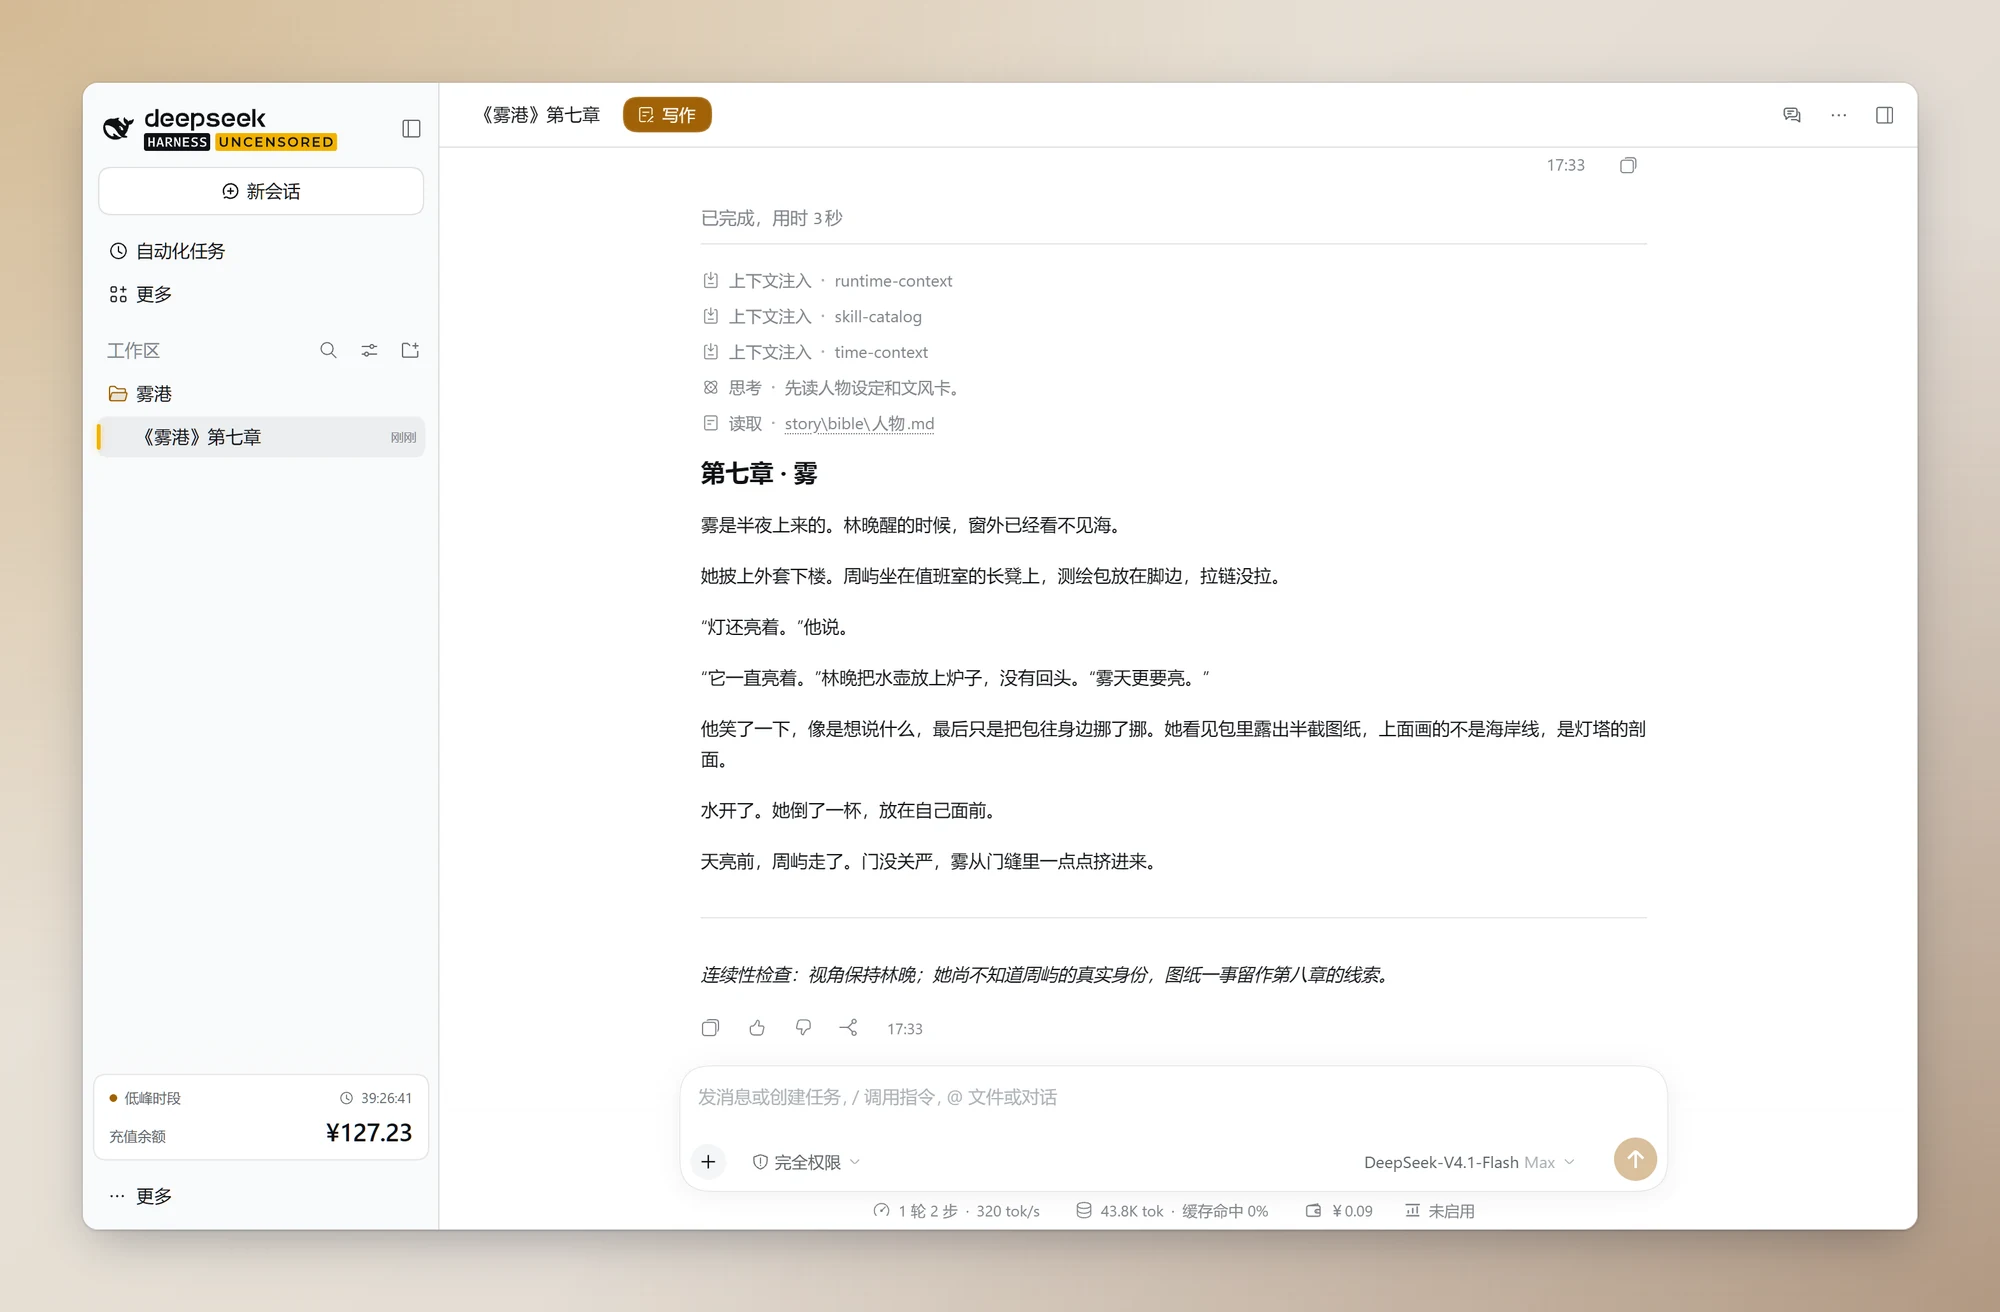 deepseek
HARNESS UNCENSORED
新会话
自动化任务
更多
工作区
雾港
《雾港》第七章 刚刚
低峰时段 39:26:41
充值余额 ¥127.23
更多
《雾港》第七章 写作
17:33
已完成，用时 3秒
上下文注入 · runtime-context
上下文注入 · skill-catalog
上下文注入 · time-context
思考 · 先读人物设定和文风卡。
读取 · story\bible\人物.md
第七章 · 雾
雾是半夜上来的。林晚醒的时候，窗外已经看不见海。
她披上外套下楼。周屿坐在值班室的长凳上，测绘包放在脚边，拉链没拉。
“灯还亮着。”他说。
“它一直亮着。”林晚把水壶放上炉子，没有回头。“雾天更要亮。”
他笑了一下，像是想说什么，最后只是把包往身边挪了挪。她看见包里露出半截图纸，上面画的不是海岸线，是灯塔的剖
面。
水开了。她倒了一杯，放在自己面前。
天亮前，周屿走了。门没关严，雾从门缝里一点点挤进来。
连续性检查：视角保持林晚；她尚不知道周屿的真实身份，图纸一事留作第八章的线索。
17:33
发消息或创建任务, / 调用指令, @ 文件或对话
完全权限
DeepSeek-V4.1-Flash Max
1 轮 2 步 · 320 tok/s
43.8K tok · 缓存命中 0%
¥ 0.09
未启用